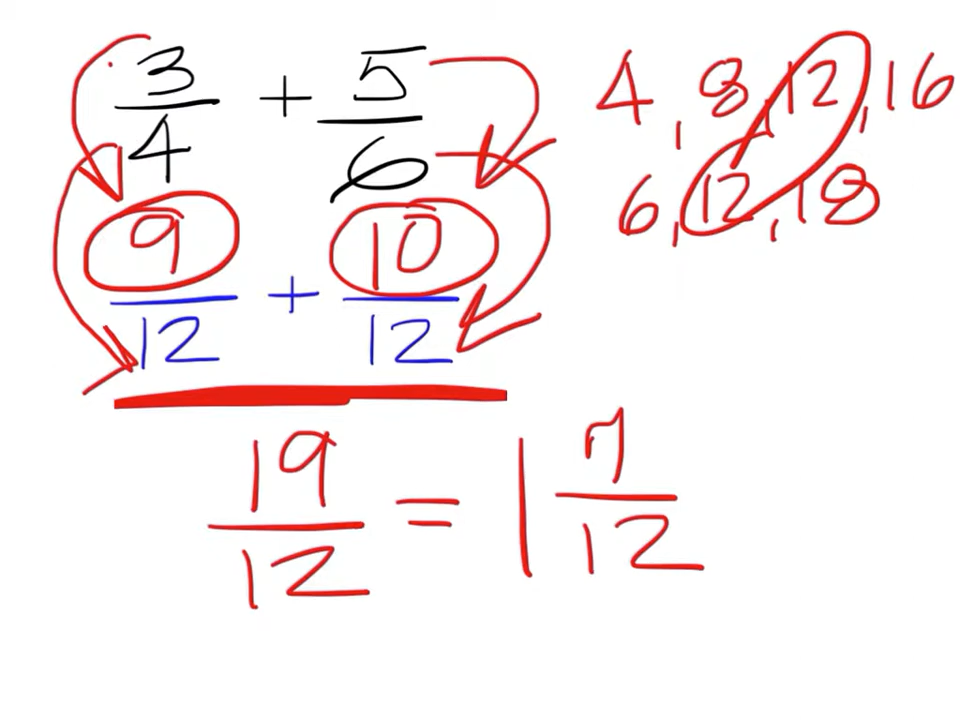 3/4 + 5/6
4, 8, 12, 16
6, 12, 18
9/12 + 10/12
19/12 = 1 7/12